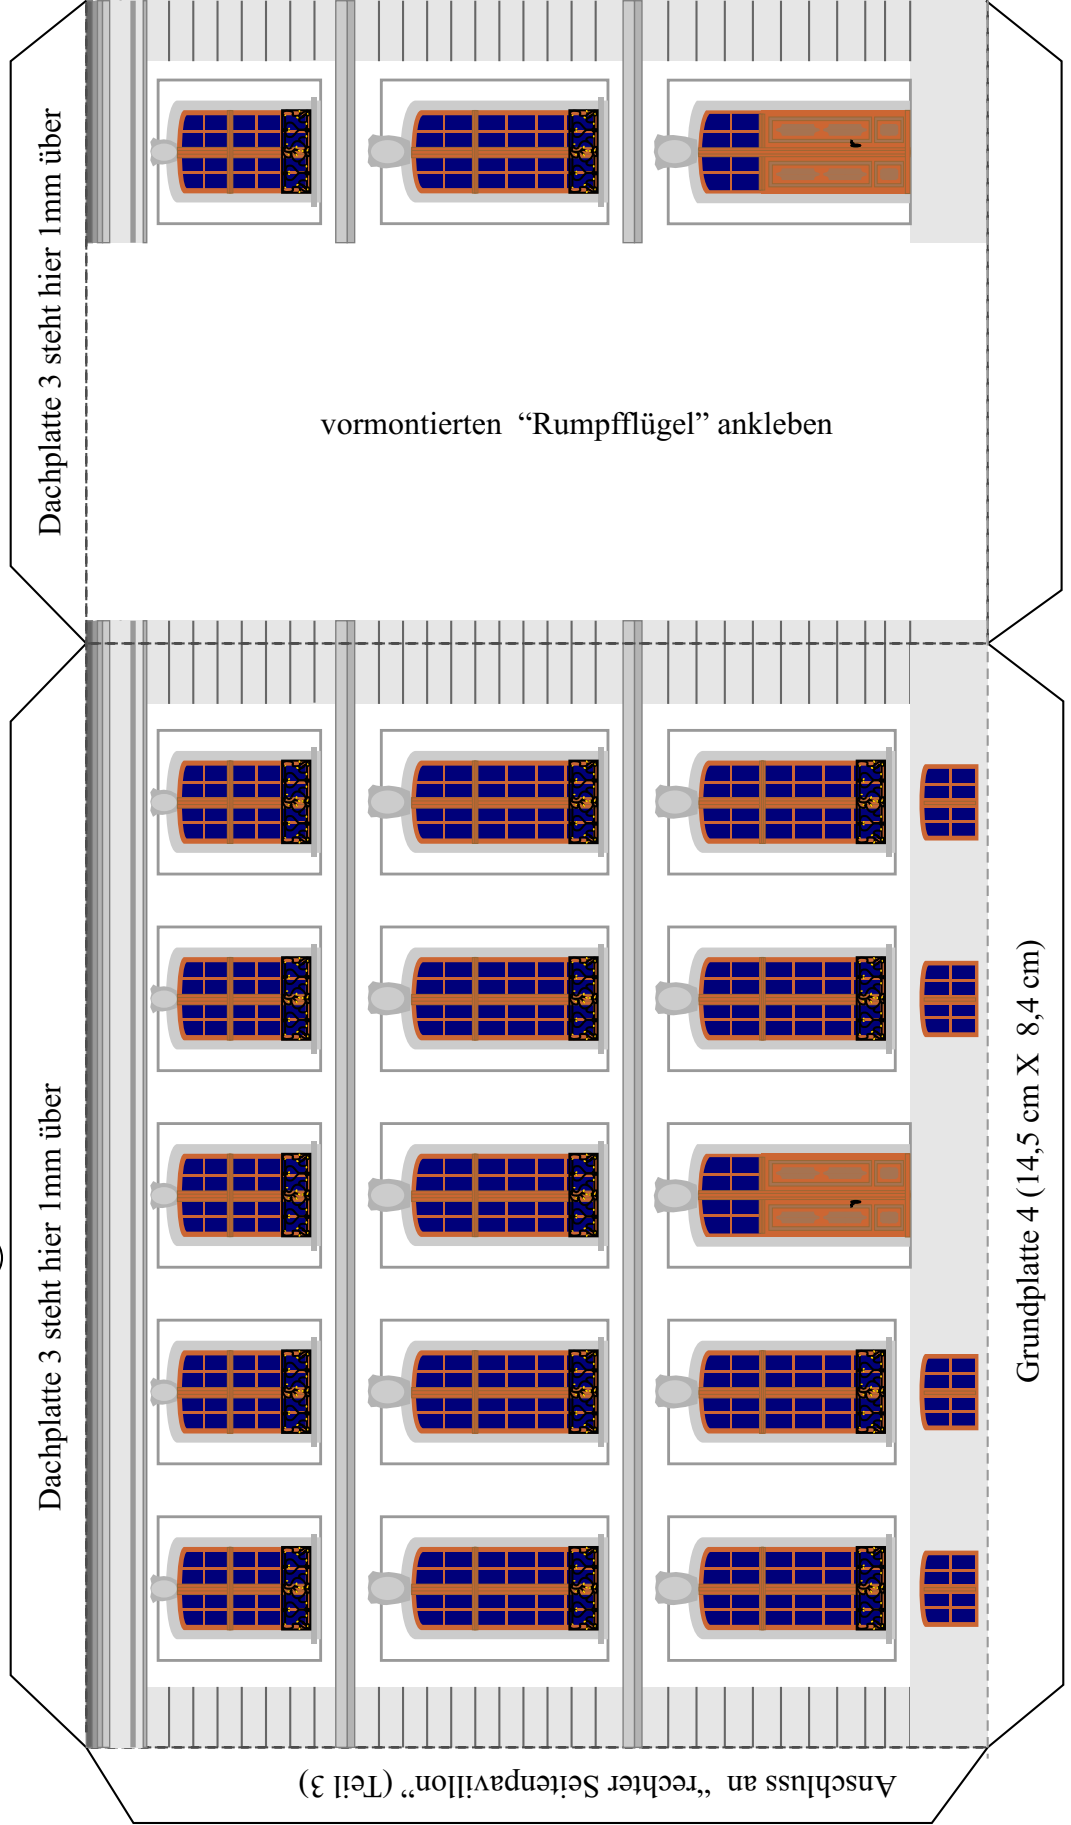 Dachplatte 3 steht hier 1mm über
Dachplatte 3 steht hier 1mm über
vormontierten “Rumpfflügel” ankleben
Grundplatte 4 (14,5 cm X 8,4 cm)
Anschluss an “rechter Seitenpavillon” (Teil 3)